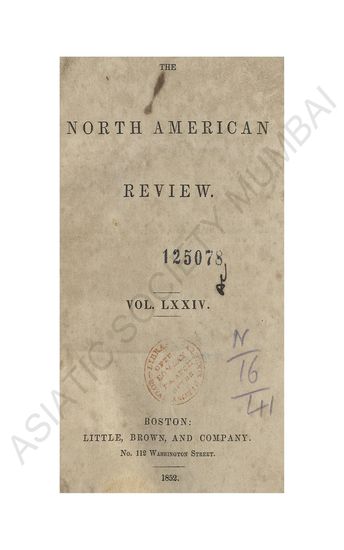 THE
NORTH AMERICAN
REVIEW.
125078
VOL. LXXIV.
N
16
41
BOSTON:
LITTLE, BROWN, AND COMPANY.
No. 112 Washington Street.
1852.
ASIATIC SOCIETY MUMBAI